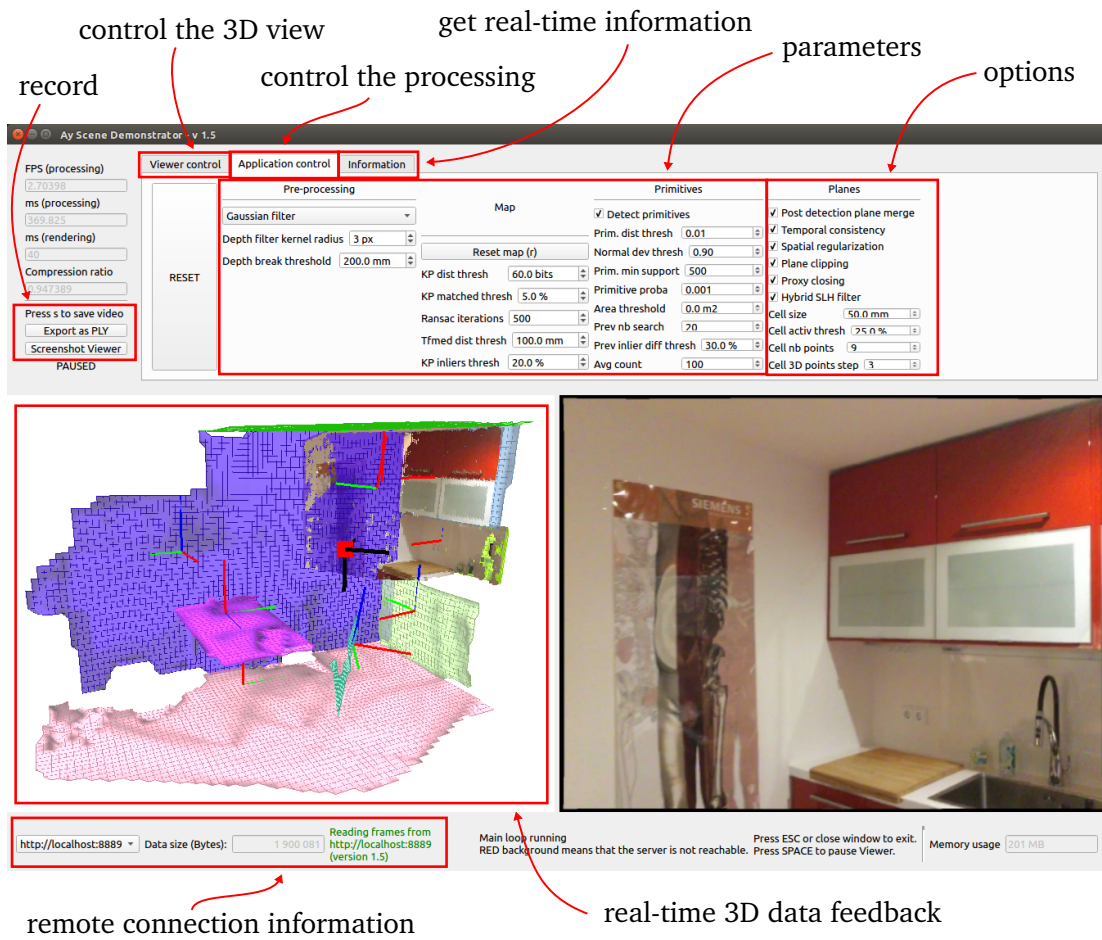 control the 3D view
get real-time information
parameters
record
control the processing
options
Ay Scene Demonstrator - v 1.5
FPS (processing)
2.70398
ms (processing)
369.825
ms (rendering)
40
Compression ratio
0.947389
Press s to save video
Export as PLY
Screenshot Viewer
PAUSED
Viewer control
Application control
Information
RESET
Pre-processing
Gaussian filter
Depth filter kernel radius 3 px
Depth break threshold 200.0 mm
Map
Reset map (r)
KP dist thresh 60.0 bits
KP matched thresh 5.0 %
Ransac iterations 500
Tfmed dist thresh 100.0 mm
KP inliers thresh 20.0 %
Primitives
Detect primitives
Prim. dist thresh 0.01
Normal dev thresh 0.90
Prim. min support 500
Primitive proba 0.001
Area threshold 0.0 m2
Prev nb search 20
Prev inlier diff thresh 30.0 %
Avg count 100
Planes
Post detection plane merge
Temporal consistency
Spatial regularization
Plane clipping
Proxy closing
Hybrid SLH filter
Cell size 50.0 mm
Cell activ thresh 25.0 %
Cell nb points 9
Cell 3D points step 3
SIEMENS
http://localhost:8889
Data size (Bytes): 1 900 081
Reading frames from
http://localhost:8889
(version 1.5)
Main loop running
RED background means that the server is not reachable.
Press ESC or close window to exit.
Press SPACE to pause Viewer.
Memory usage 201 MB
remote connection information
real-time 3D data feedback